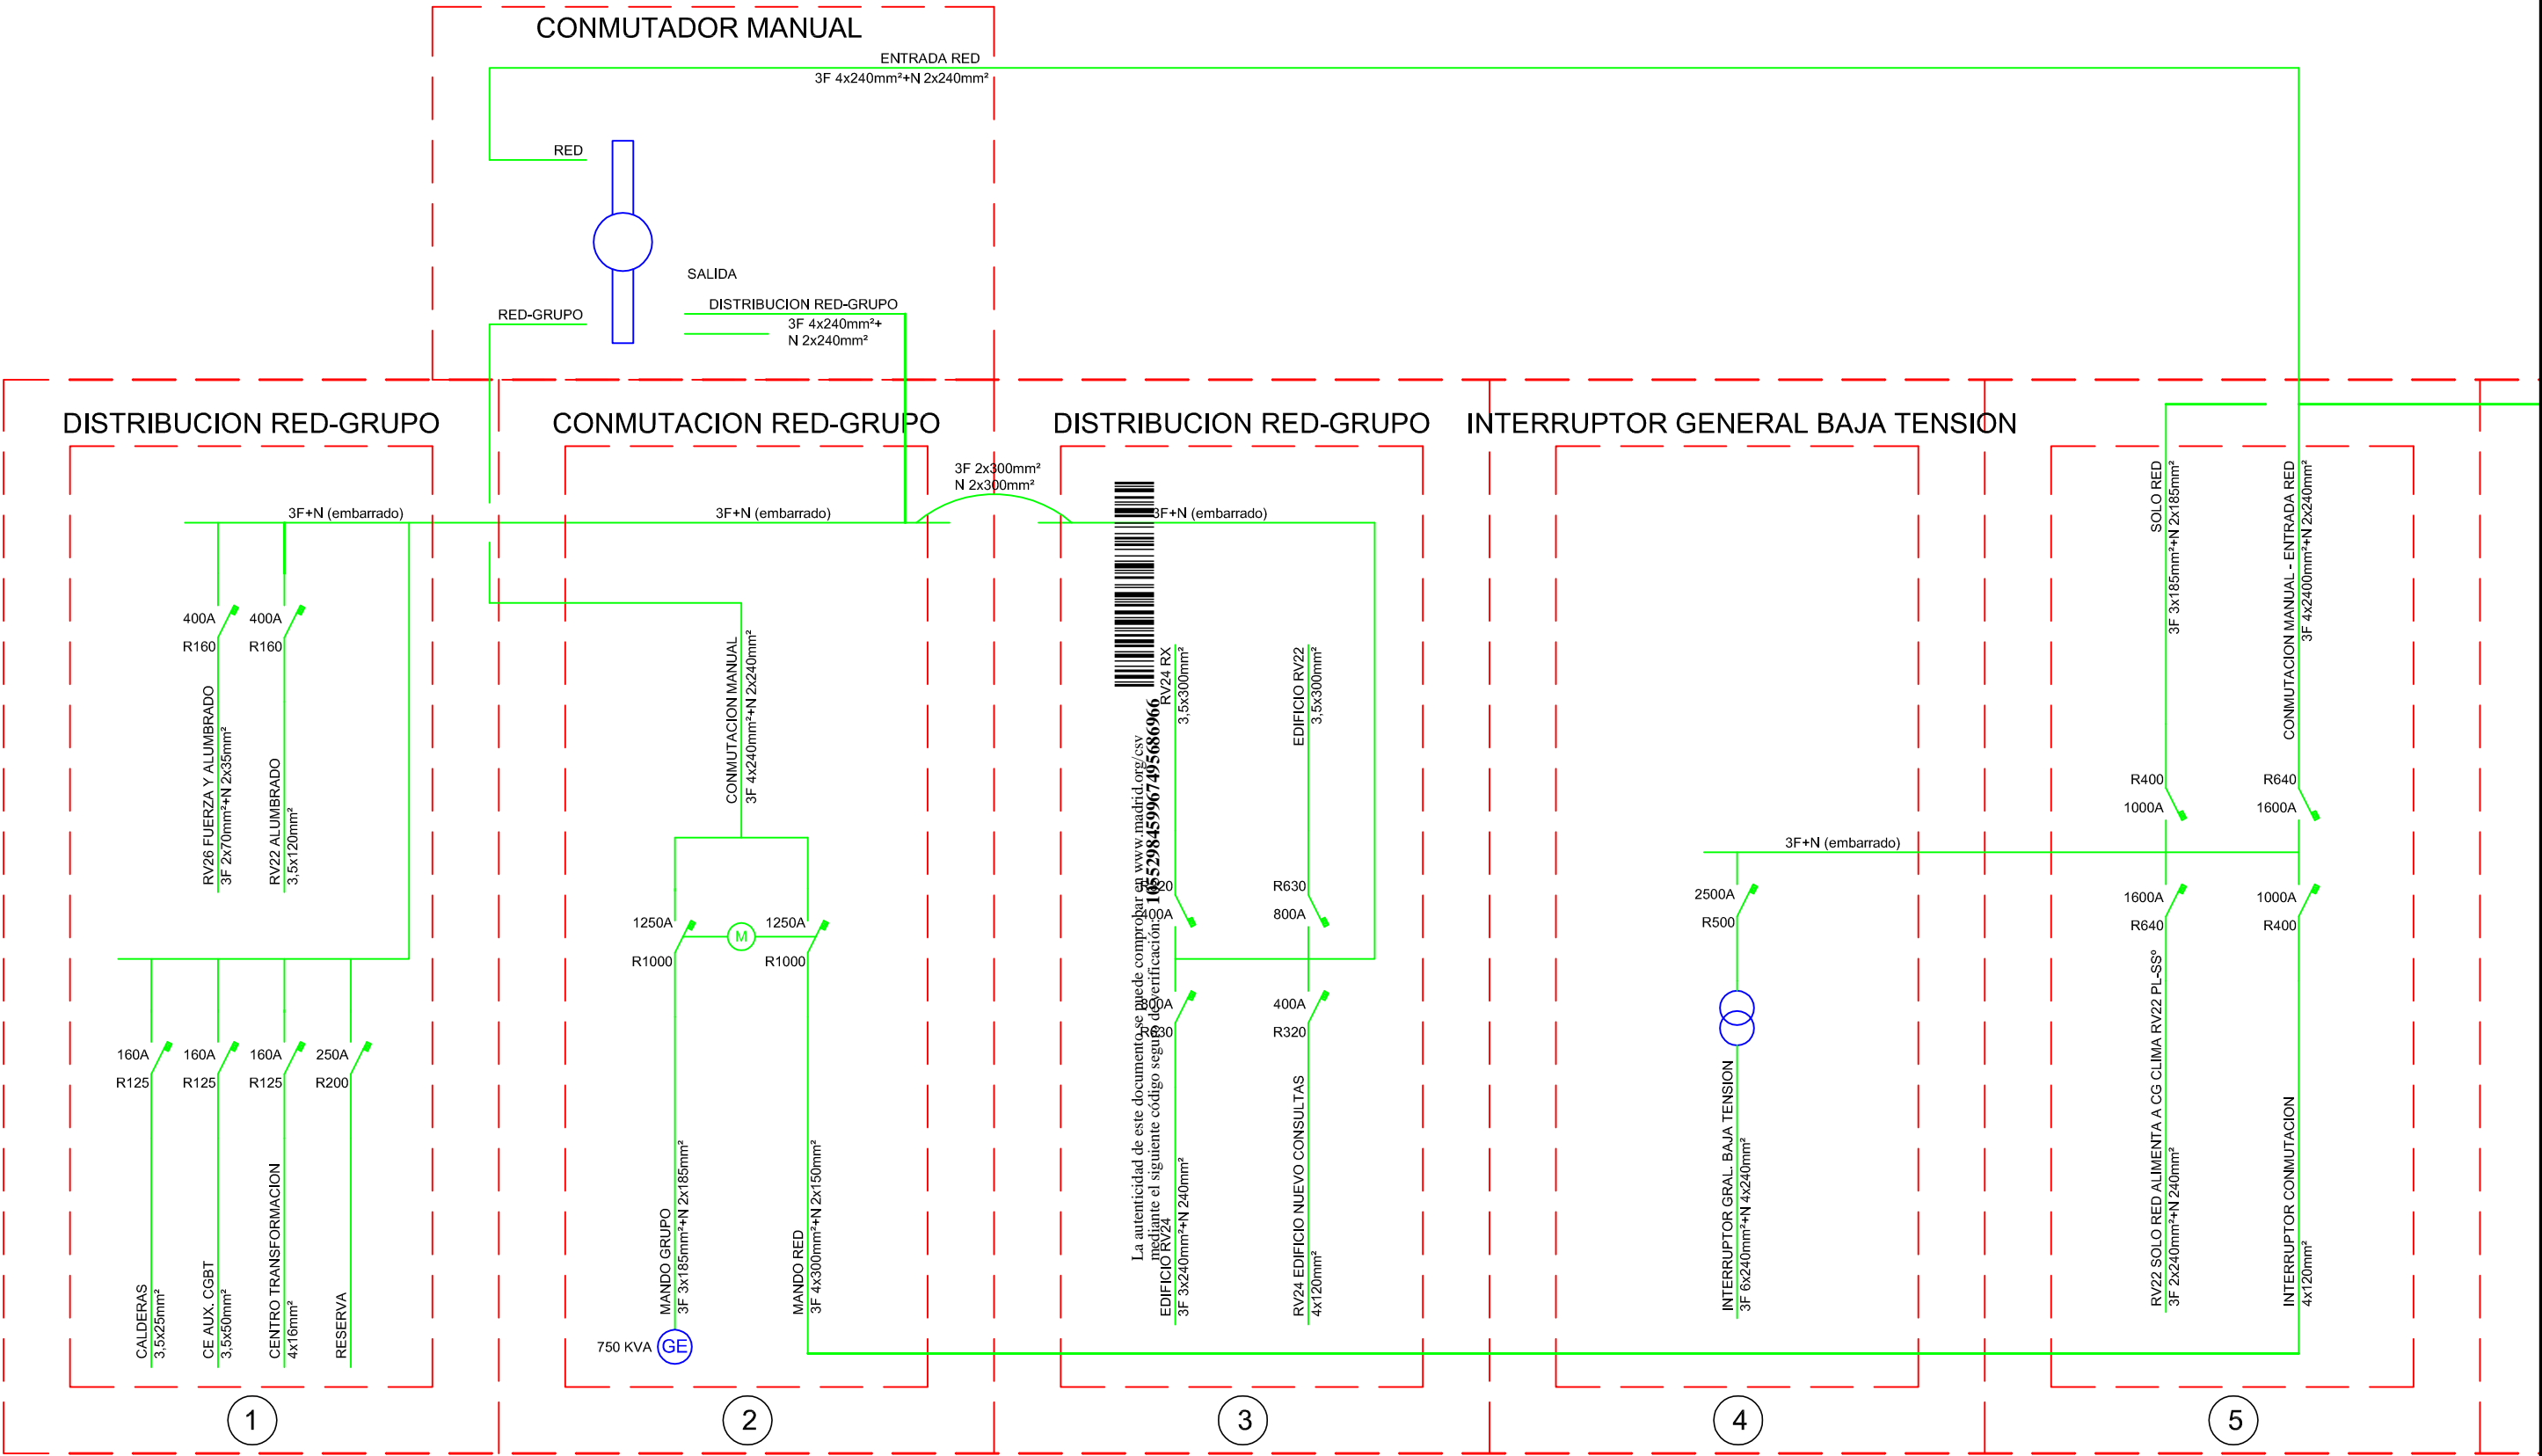 CONMUTADOR MANUAL
ENTRADA RED
3F 4x240mm²+N 2x240mm²
RED
SALIDA
DISTRIBUCION RED-GRUPO
RED-GRUPO
3F 4x240mm²+
N 2x240mm²
DISTRIBUCION RED-GRUPO
3F+N (embarrado)
400A
R160
400A
R160
RV26 FUERZA Y ALUMBRADO
3F 2x70mm²+N 2x35mm²
RV22 ALUMBRADO
3,5x120mm²
160A
R125
160A
R125
160A
R125
250A
R200
CALDERAS
3,5x25mm²
CE AUX. CGBT
3,5x50mm²
CENTRO TRANSFORMACION
4x16mm²
RESERVA
1
CONMUTACION RED-GRUPO
3F+N (embarrado)
3F 2x300mm²
N 2x300mm²
CONMUTACION MANUAL
3F 4x240mm²+N 2x240mm²
1250A
R1000
M
1250A
R1000
MANDO GRUPO
3F 3x185mm²+N 2x185mm²
MANDO RED
3F 4x300mm²+N 2x150mm²
750 KVA
GE
2
DISTRIBUCION RED-GRUPO
3F+N (embarrado)
RV24 RX
3,5x300mm²
EDIFICIO RV22
3,5x300mm²
R320
400A
R630
800A
800A
R630
400A
R320
EDIFICIO RV24
3F 3x240mm²+N 240mm²
RV24 EDIFICIO NUEVO CONSULTAS
4x120mm²
La autenticidad de este documento se puede comprobar en www.madrid.org/csv
mediante el siguiente código seguro de verificación: 1055298459967495686966
3
INTERRUPTOR GENERAL BAJA TENSION
3F+N (embarrado)
2500A
R500
INTERRUPTOR GRAL. BAJA TENSION
3F 6x240mm²+N 4x240mm²
4
SOLO RED
3F 3x185mm²+N 2x185mm²
CONMUTACION MANUAL - ENTRADA RED
3F 4x2400mm²+N 2x240mm²
R400
1000A
R640
1600A
1600A
R640
1000A
R400
RV22 SOLO RED ALIMENTA A CG CLIMA RV22 PL-SSº
3F 2x240mm²+N 240mm²
INTERRUPTOR CONMUTACION
4x120mm²
5